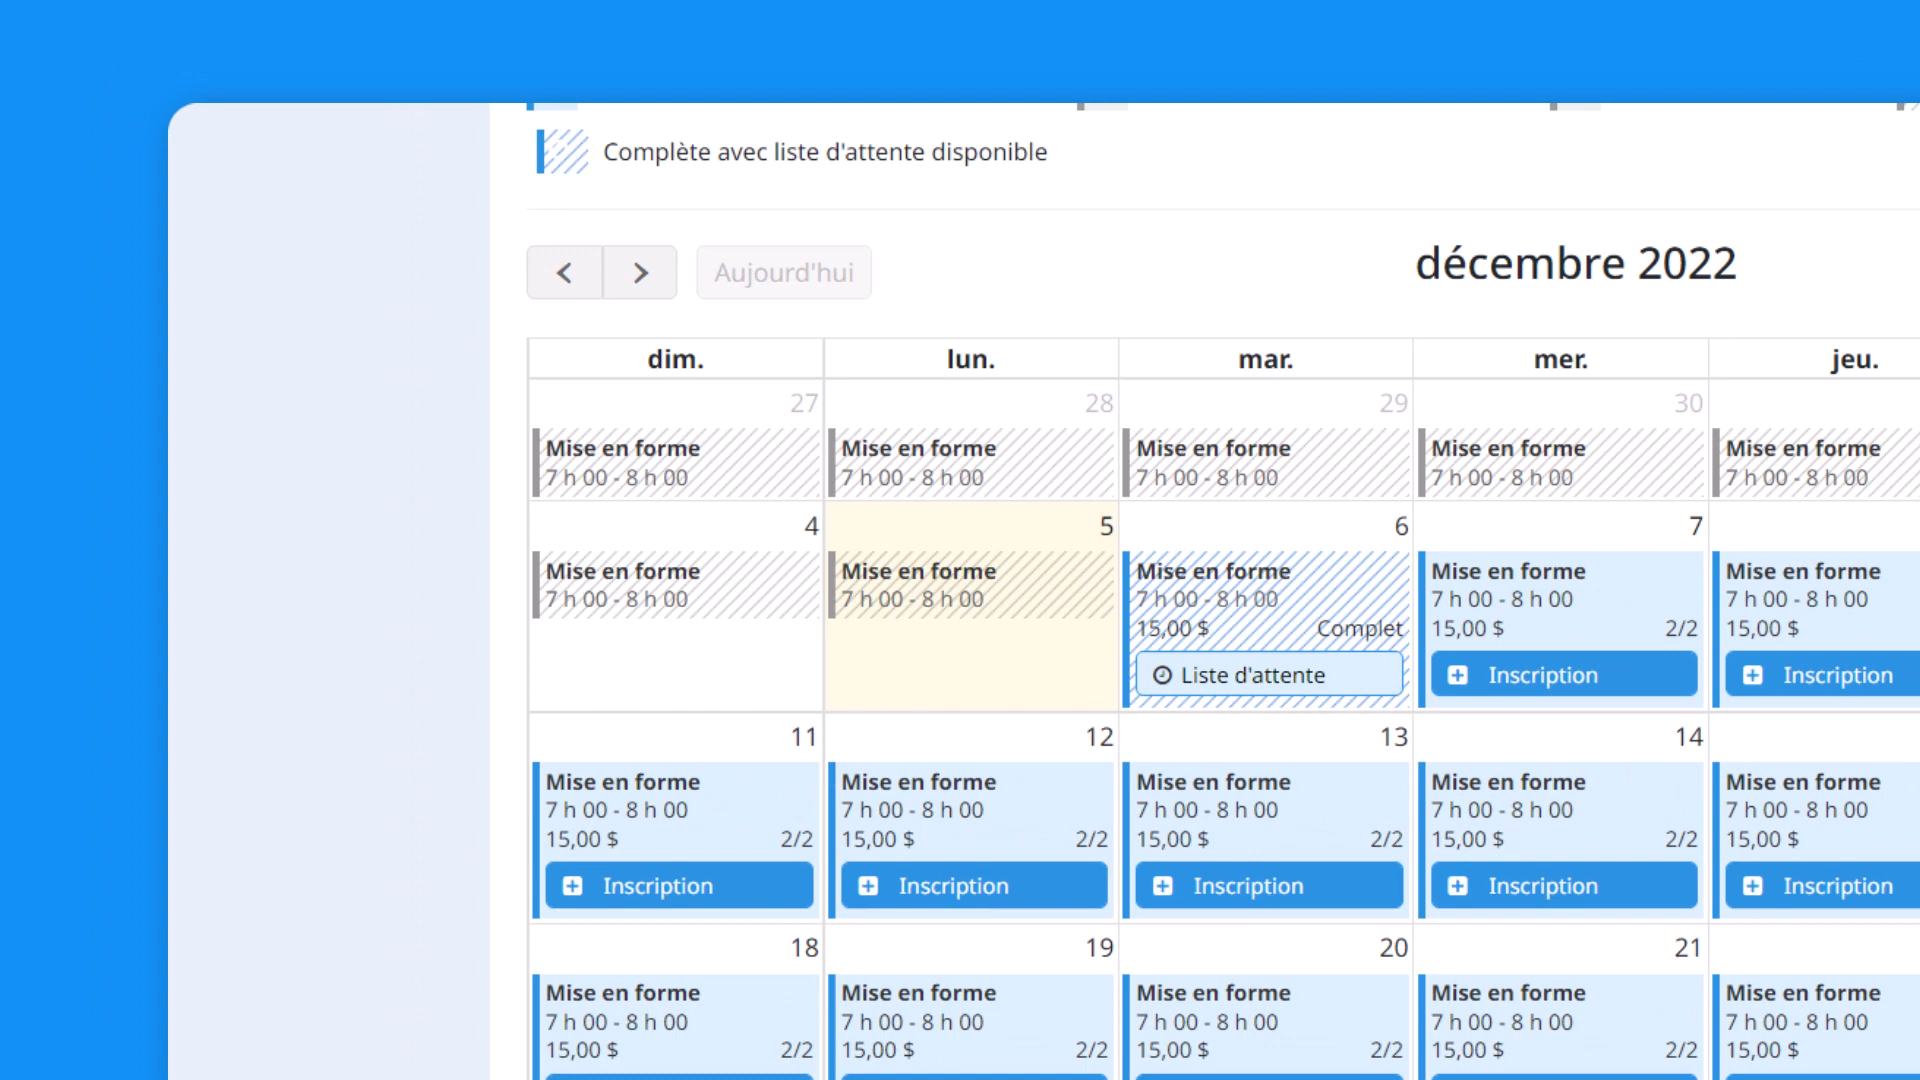 Complète avec liste d'attente disponible
Aujourd'hui
décembre 2022
dim. lun. mar. mer. jeu.
27 28 29 30
Mise en forme Mise en forme Mise en forme Mise en forme Mise en forme
7 h 00 - 8 h 00 7 h 00 - 8 h 00 7 h 00 - 8 h 00 7 h 00 - 8 h 00 7 h 00 - 8 h 00
4 5 6 7
Mise en forme Mise en forme Mise en forme Mise en forme Mise en forme
7 h 00 - 8 h 00 7 h 00 - 8 h 00 7 h 00 - 8 h 00 7 h 00 - 8 h 00 7 h 00 - 8 h 00
15,00 $ Complet 15,00 $ 2/2 15,00 $
Liste d'attente Inscription Inscription
11 12 13 14
Mise en forme Mise en forme Mise en forme Mise en forme Mise en forme
7 h 00 - 8 h 00 7 h 00 - 8 h 00 7 h 00 - 8 h 00 7 h 00 - 8 h 00 7 h 00 - 8 h 00
15,00 $ 2/2 15,00 $ 2/2 15,00 $ 2/2 15,00 $ 2/2 15,00 $
Inscription Inscription Inscription Inscription Inscription
18 19 20 21
Mise en forme Mise en forme Mise en forme Mise en forme Mise en forme
7 h 00 - 8 h 00 7 h 00 - 8 h 00 7 h 00 - 8 h 00 7 h 00 - 8 h 00 7 h 00 - 8 h 00
15,00 $ 2/2 15,00 $ 2/2 15,00 $ 2/2 15,00 $ 2/2 15,00 $